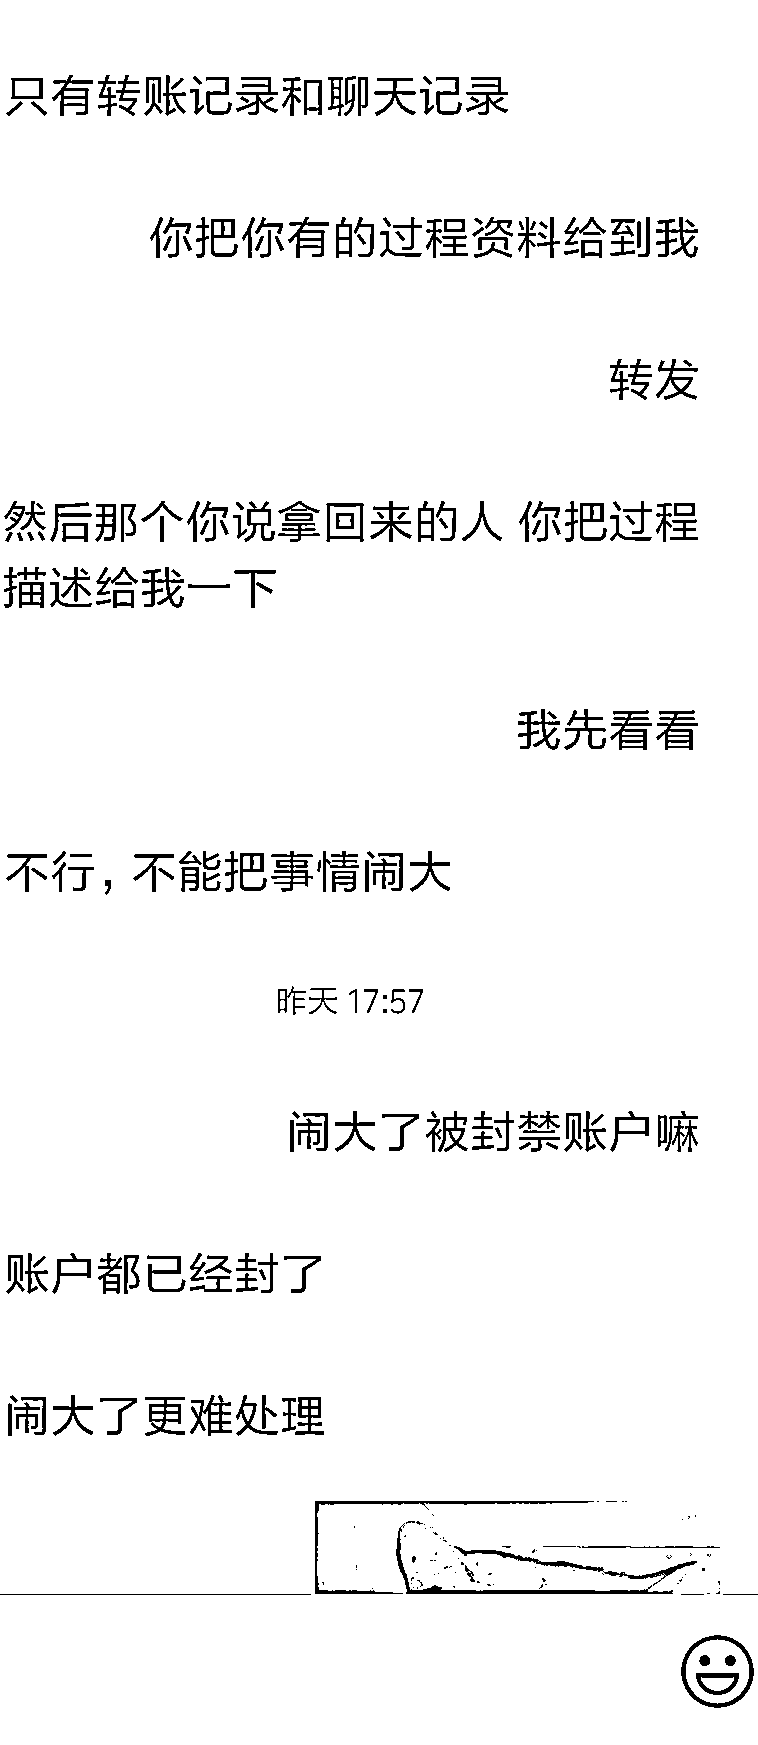 只有转账记录和聊天记录
你把你有的过程资料给到我
转发
然后那个你说拿回来的人 你把过程
描述给我一下
我先看看
不行，不能把事情闹大
昨天 17:57
闹大了被封禁账户嘛
账户都已经封了
闹大了更难处理